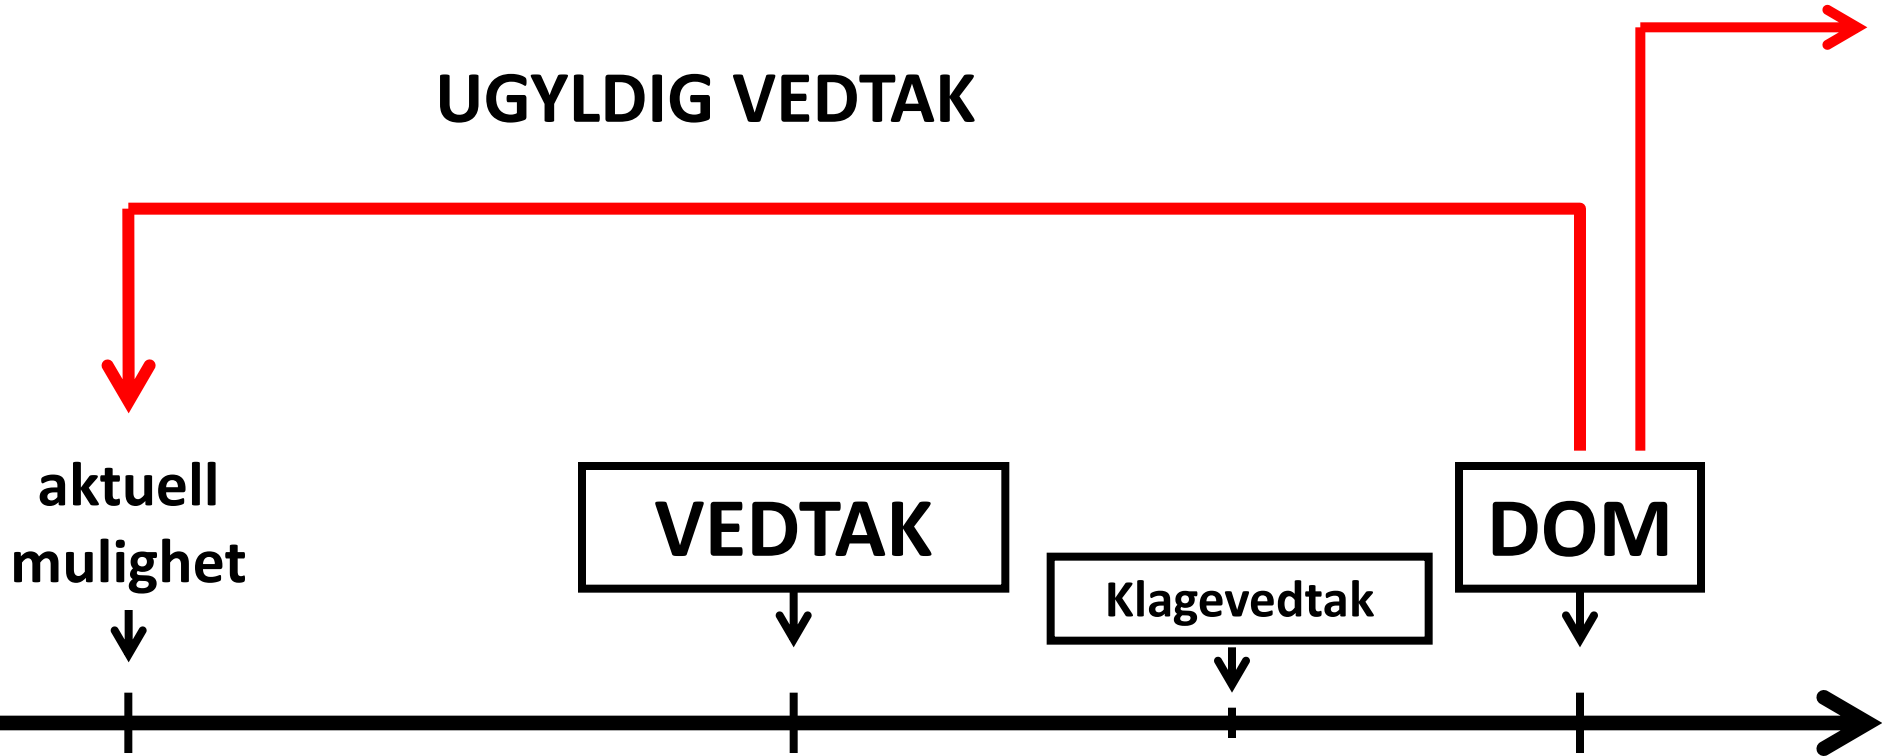 UGYLDIG VEDTAK
aktuell
mulighet
VEDTAK
Klagevedtak
DOM